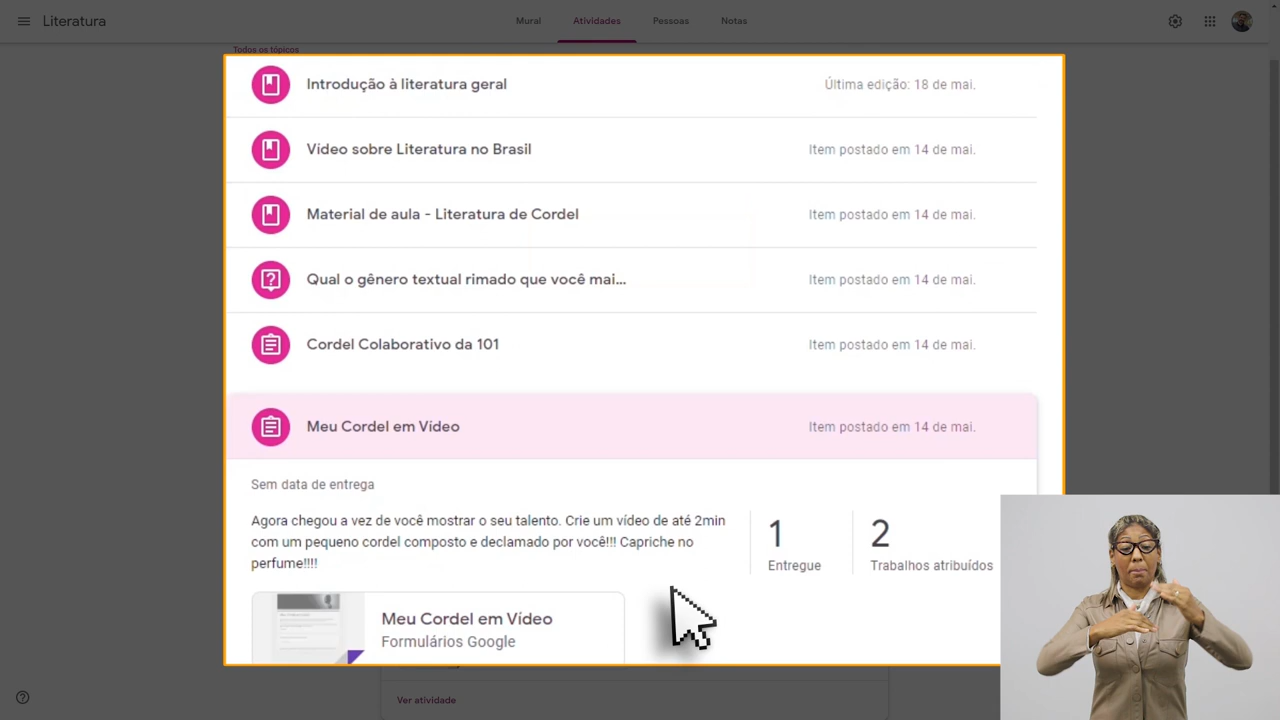 Literatura
Mural
Atividades
Pessoas
Notas
Todos os tópicos
Introdução à literatura geral
Última edição: 18 de mai.
Vídeo sobre Literatura no Brasil
Item postado em 14 de mai.
Material de aula - Literatura de Cordel
Item postado em 14 de mai.
Qual o gênero textual rimado que você mai...
Item postado em 14 de mai.
Cordel Colaborativo da 101
Item postado em 14 de mai.
Meu Cordel em Vídeo
Item postado em 14 de mai.
Sem data de entrega
Agora chegou a vez de você mostrar o seu talento. Crie um vídeo de até 2min
com um pequeno cordel composto e declamado por você!!! Capriche no
perfume!!!!
1
Entregue
2
Trabalhos atribuídos
Meu Cordel em Vídeo
Formulários Google
Ver atividade